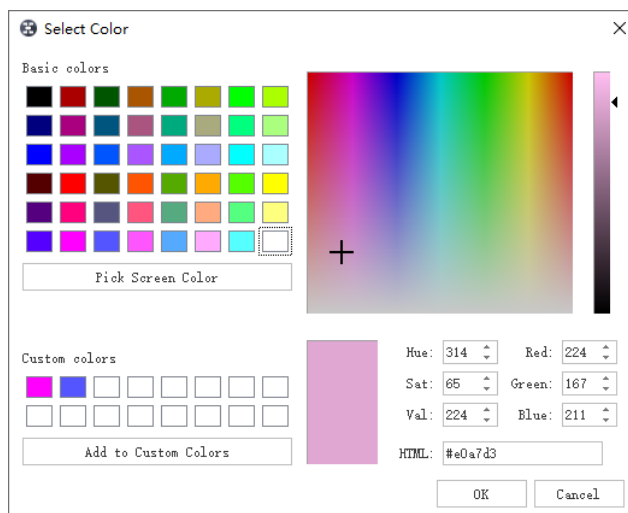 Select Color
Basic colors
Pick Screen Color
Custom colors
Add to Custom Colors
Hue: 314 Red: 224
Sat: 65 Green: 167
Val: 224 Blue: 211
HTML: #e0a7d3
OK Cancel